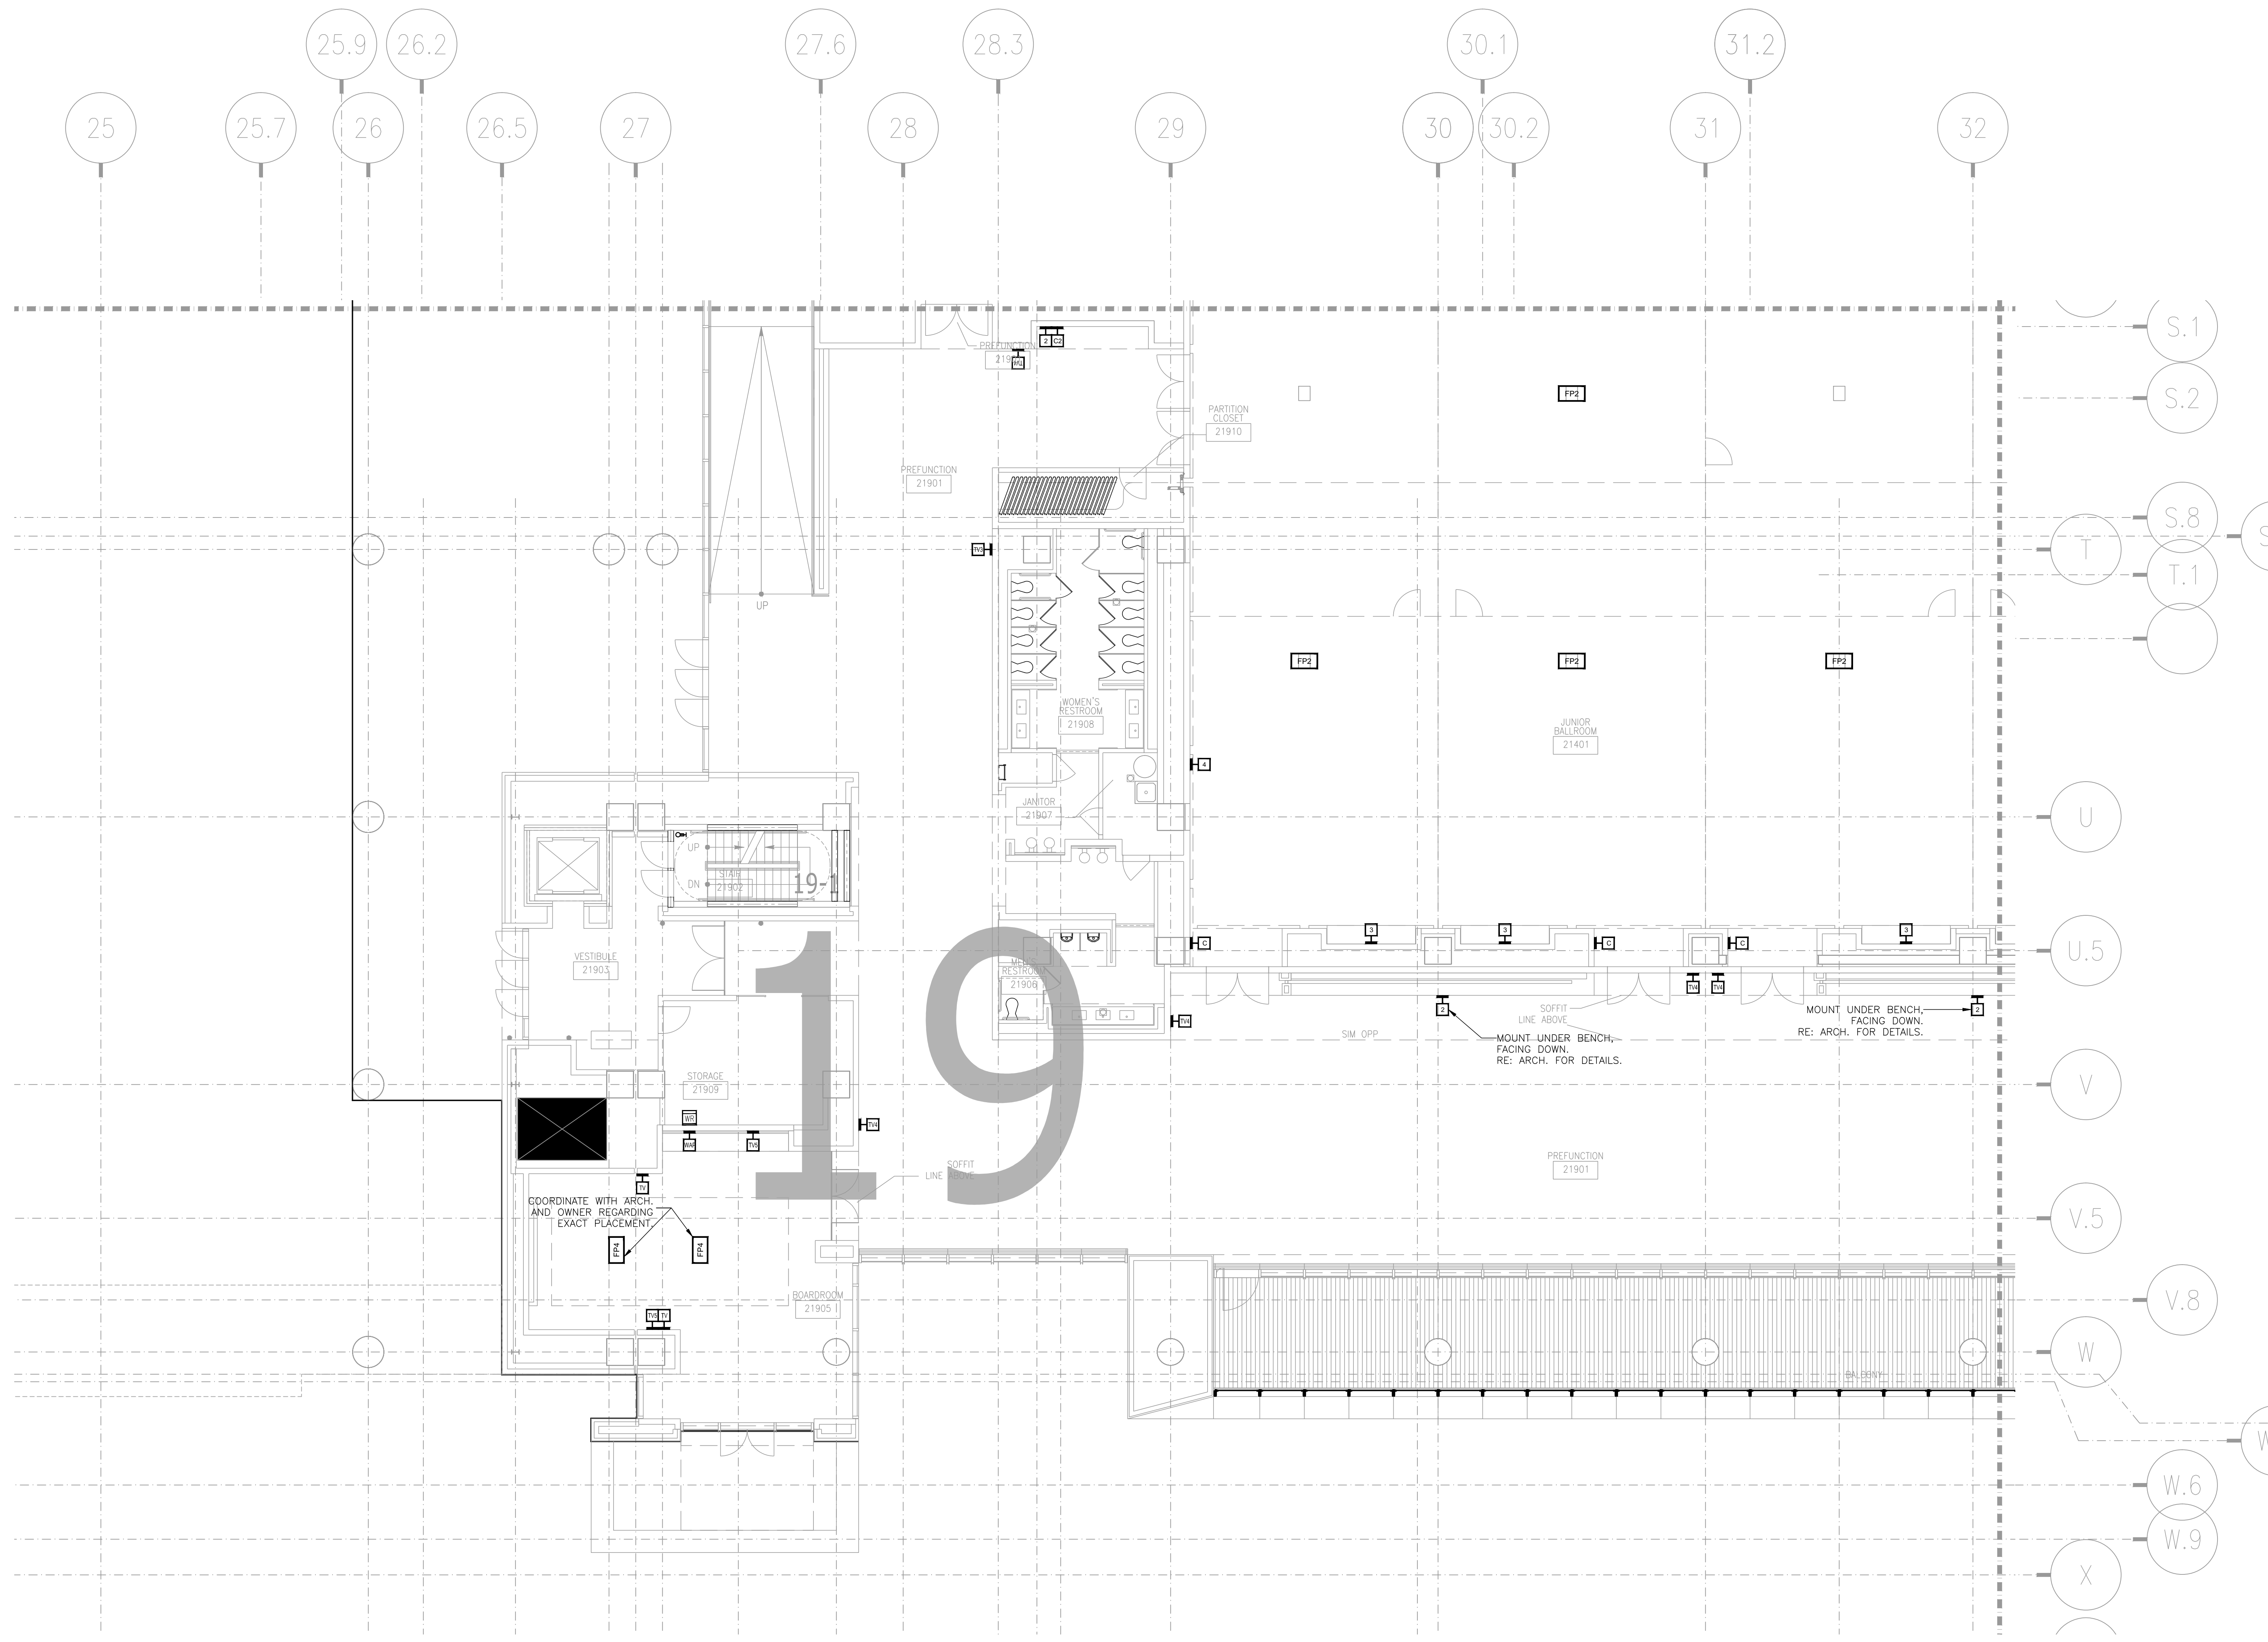 25.9
26.2
27.6
28.3
30.1
31.2
25
25.7
26
26.5
27
28
29
30
30.2
31
32
S.1
S.2
S.8
T
T.1
U
U.5
V
V.5
V.8
W
W.6
W.9
X
PREFUNCTION
2
C2
FP2
PARTITION
CLOSET
21910
PREFUNCTION
21901
TV3
UP
FP2
FP2
FP2
WOMEN'S
RESTROOM
21908
JUNIOR
BALLROOM
21401
4
JANITOR
21907
UP
STAIR
DN
21902
19-1
19
C
3
3
C
C
3
VESTIBULE
21903
MEN'S
RESTROOM
21906
TV4
TV4
TV4
2
SOFFIT
LINE ABOVE
2
MOUNT UNDER BENCH,
FACING DOWN.
RE: ARCH. FOR DETAILS.
SIM OPP
MOUNT UNDER BENCH,
FACING DOWN.
RE: ARCH. FOR DETAILS.
STORAGE
21909
WR
TV4
WAP
TV5
PREFUNCTION
21901
SOFFIT
LINE ABOVE
TV
COORDINATE WITH ARCH.
AND OWNER REGARDING
EXACT PLACEMENT.
FP4
FP4
BOARDROOM
21905
TV5
TV
BALCONY